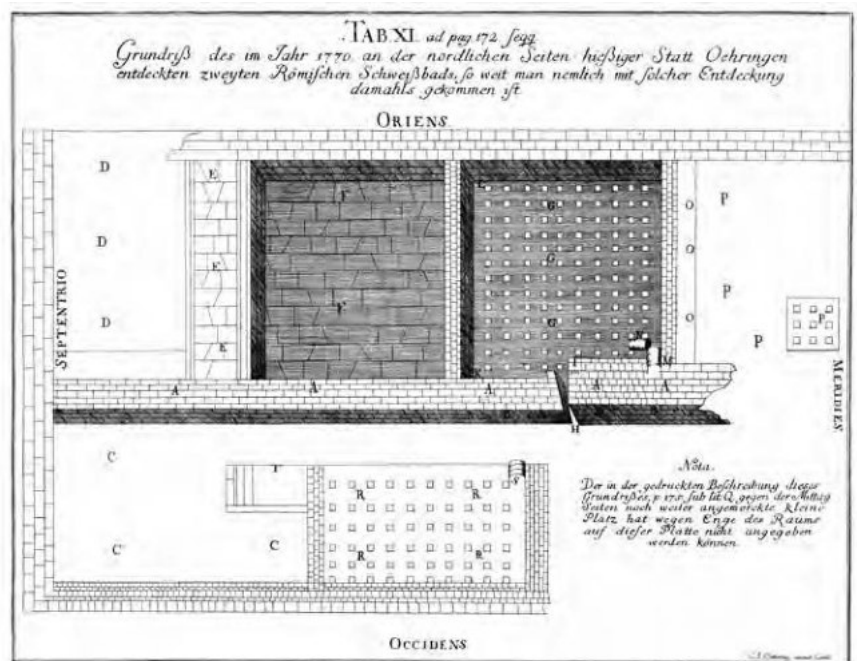 TAB XI. ad pag. 172 seqq.
Grundriß des im Jahr 1770. an der nordlichen Seiten hießiger Statt Oehringen
entdeckten zweyten Römischen Schweißbads, so weit man nemlich mit solcher Entdeckung
damahls gekommen ist
ORIENS
D
E
F
L
G
O
P
D
E
G
O
P
SEPTENTRIO
D
F
G
O
P
P
E
N
P
M
K
A
A
A
A
A
MERIDIES
H
C
T
S
R
R
C
C
R
R
Nota.
Der in der gedruckten Beschreibung dieses
Grundrißes, p. 175. sub lit. Q. gegen der Mittag
Seiten noch weiter angemerckte kleine
Platz hat wegen Enge des Raums
auf dieser Platte nicht angegeben
werden können.
OCCIDENS